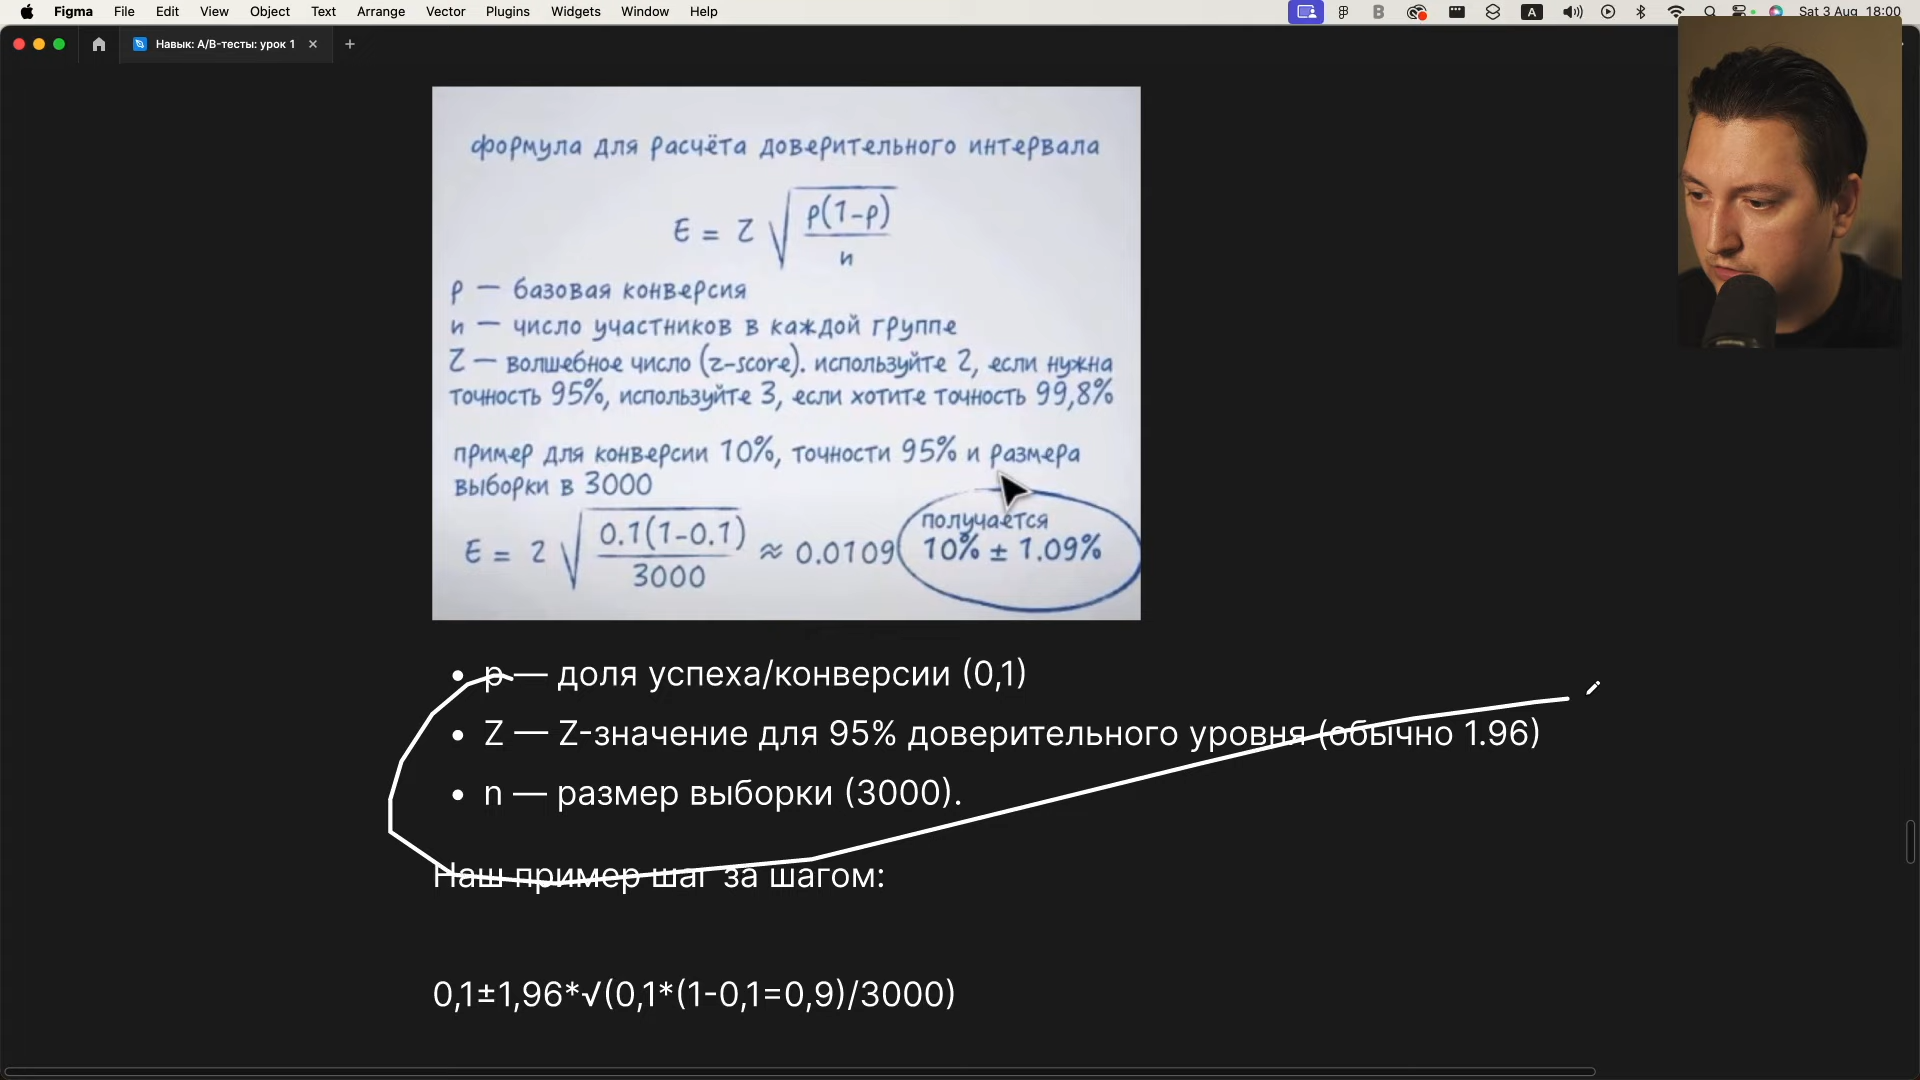 Figma File Edit View Object Text Arrange Vector Plugins Widgets Window Help A Sat 3 Aug 18:00
Навык: A/B-тесты: урок 1
формула для расчёта доверительного интервала
E = Z √ p(1-p)
n
p — базовая конверсия
n — число участников в каждой группе
Z — волшебное число (z-score). используйте 2, если нужна
точность 95%, используйте 3, если хотите точность 99,8%
пример для конверсии 10%, точности 95% и размера
выборки в 3000
получается
E = 2 √ 0.1(1-0.1) ≈ 0.0109 10% ± 1.09%
3000
• p — доля успеха/конверсии (0,1)
• Z — Z-значение для 95% доверительного уровня (обычно 1.96)
• n — размер выборки (3000).
Наш пример шаг за шагом:
0,1±1,96*√(0,1*(1-0,1=0,9)/3000)